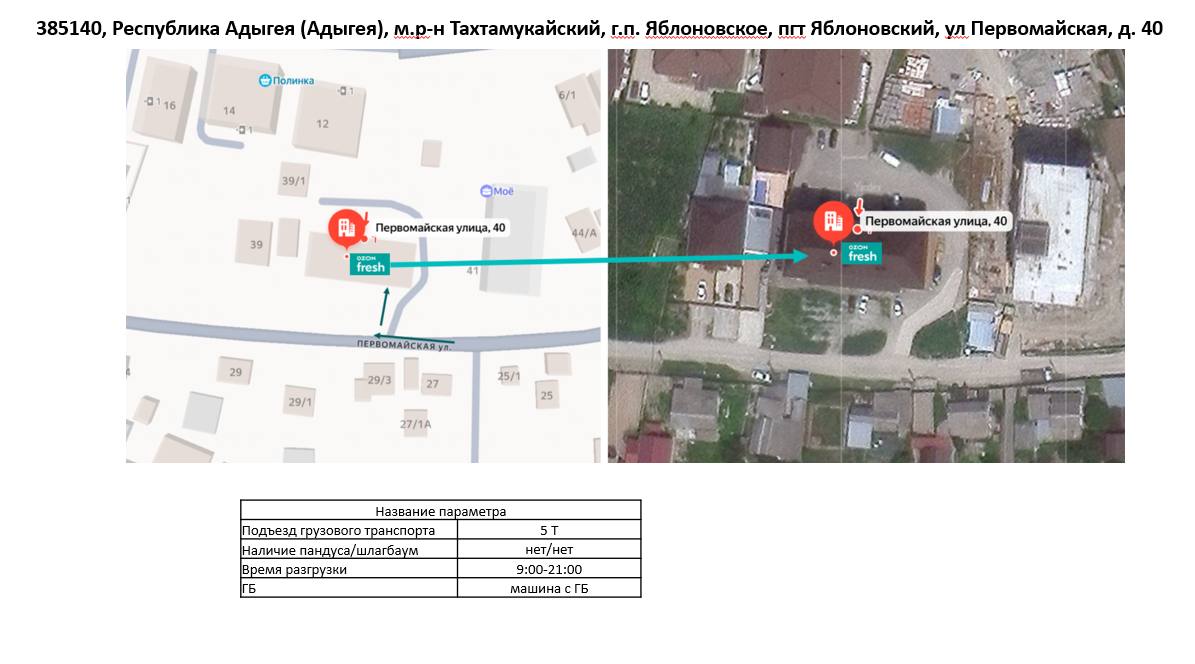 385140, Республика Адыгея (Адыгея), м.р-н Тахтамукайский, г.п. Яблоновское, пгт Яблоновский, ул Первомайская, д. 40
Полинка
1 16
14
1
1
12
6/1
39/1
Моё
Первомайская улица, 40
39
44/А
41
OZON
fresh
ПЕРВОМАЙСКАЯ ул.
29
29/3
27
25/1
25
29/1
27/1А
Первомайская улица, 40
OZON
fresh
Название параметра
Подъезд грузового транспорта 5 Т
Наличие пандуса/шлагбаум нет/нет
Время разгрузки 9:00-21:00
ГБ машина с ГБ